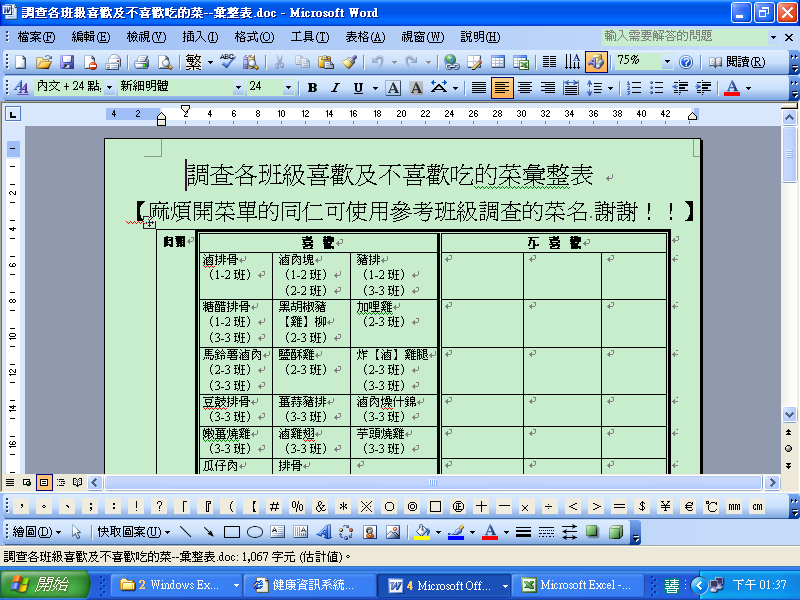 調查各班級喜歡及不喜歡吃的菜--彙整表.doc - Microsoft Word
檔案(F) 編輯(E) 檢視(V) 插入(I) 格式(O) 工具(T) 表格(A) 視窗(W) 說明(H) 輸入需要解答的問題
繁 75% 閱讀(R)
內文 + 24 點 新細明體 24 B I U A A A
4 2 2 4 6 8 10 12 14 16 18 20 22 24 26 28 30 32 34 36 38 40 42
調查各班級喜歡及不喜歡吃的菜彙整表
【麻煩開菜單的同仁可使用參考班級調查的菜名.謝謝！！】
肉類 喜 歡 不 喜 歡
滷排骨 滷肉塊 豬排
（1-2 班） （1-2 班） （1-2 班）
（2-2 班） （3-3 班）
糖醋排骨 黑胡椒豬 加哩雞
（1-2 班） 【雞】柳 （2-3 班）
（3-3 班） （2-3 班）
馬鈴薯滷肉 鹽酥雞 炸【滷】雞腿
（2-3 班） （2-3 班） （2-3 班）
（3-3 班） （3-3 班）
豆鼓排骨 薑蒜豬排 滷肉燥什錦
（3-3 班） （3-3 班） （3-3 班）
嫩薑燒雞 滷雞翅 芋頭燒雞
（3-3 班） （3-3 班） （3-3 班）
瓜仔肉 排骨
， 。 、 ； ： ！ ？ 「 『 （ 【 # % & * ※ ○ ◎ □ ㊣ ＋ － × ÷ ＜ ＞ ＝ $ ¥ € ℃ ㎜ ㎝
繪圖(D) 快取圖案(U)
調查各班級喜歡及不喜歡吃的菜--彙整表.doc: 1,067 字元 (估計值)。
開始 2 Windows Ex... 健康資訊系統... 4 Microsoft Off... Microsoft Excel -... 下午 01:37